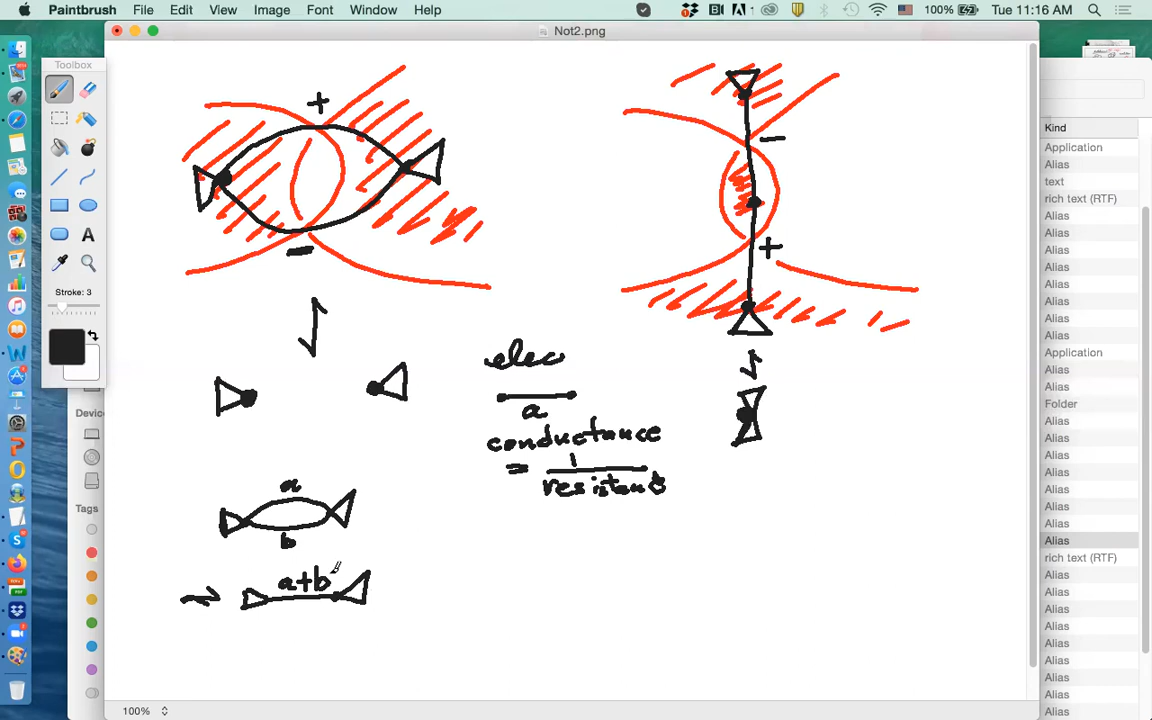 Paintbrush File Edit View Image Font Window Help
100% Tue 11:16 AM
Not2.png
Toolbox
A
Stroke: 3
+
−
−
+
elec
a
conductance
= 1
resistance
a
b
a+b
100%
Device
Tags
Kind
Application
Alias
text
rich text (RTF)
Alias
Alias
Alias
Alias
Alias
Alias
Alias
Alias
Application
Alias
Alias
Folder
Alias
Alias
Alias
Alias
Alias
Alias
Alias
Alias
rich text (RTF)
Alias
Alias
Alias
Alias
Alias
Alias
Alias
Alias
Alias